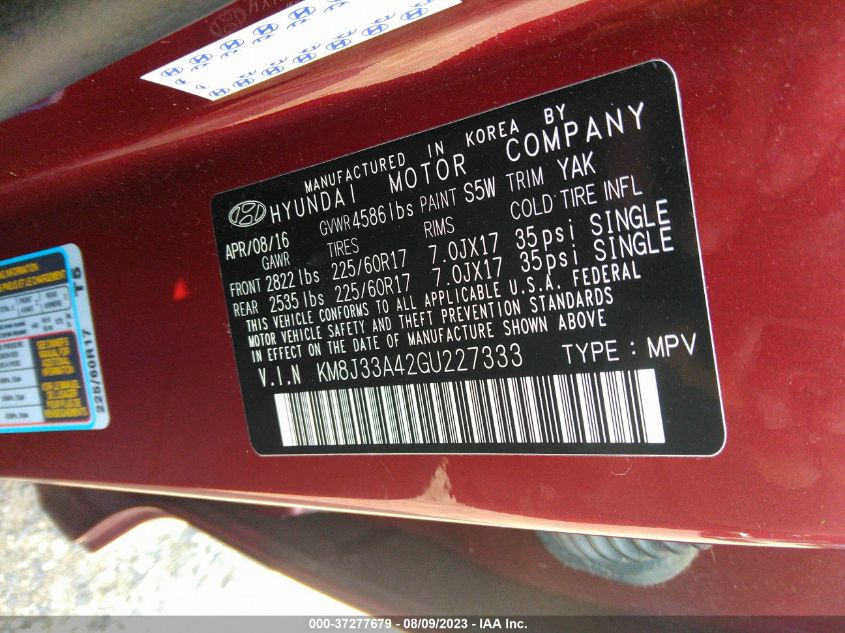 MANUFACTURED IN KOREA BY
HYUNDAI MOTOR COMPANY
APR/08/16 GVWR 4586 lbs PAINT S5W TRIM YAK
GAWR TIRES RIMS COLD TIRE INFL
FRONT 2822 lbs 225/60R17 7.0JX17 35psi SINGLE
REAR 2535 lbs 225/60R17 7.0JX17 35psi SINGLE
THIS VEHICLE CONFORMS TO ALL APPLICABLE U.S.A. FEDERAL
MOTOR VEHICLE SAFETY AND THEFT PREVENTION STANDARDS
IN EFFECT ON THE DATE OF MANUFACTURE SHOWN ABOVE
V.I.N KM8J33A42GU227333 TYPE : MPV
225/60R17 T5
000-37277679 - 08/09/2023 - IAA Inc.